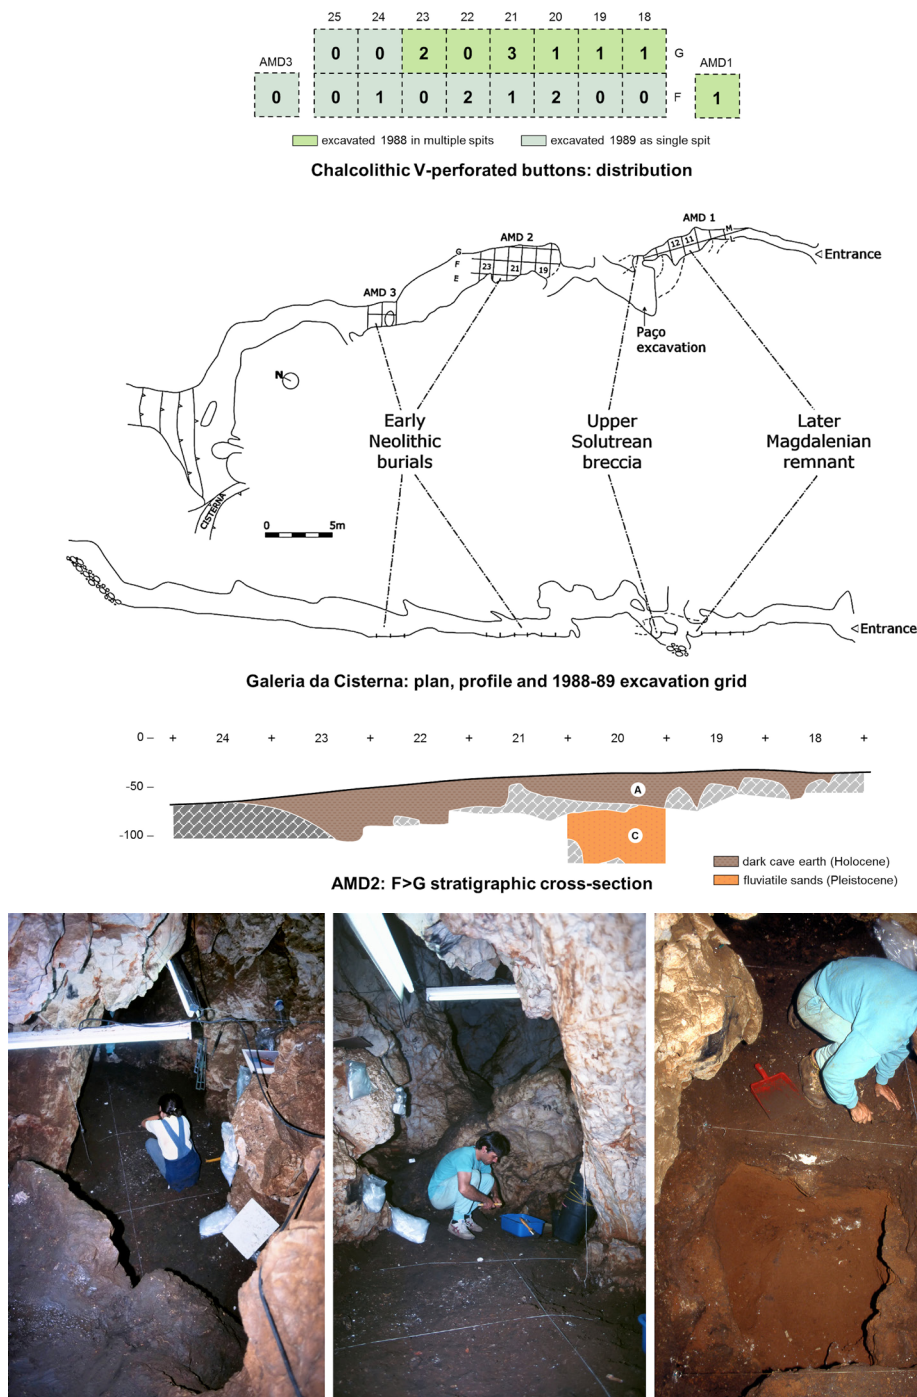 25 24 23 22 21 20 19 18
0 0 2 0 3 1 1 1 G
AMD3 AMD1
0 0 1 0 2 1 2 0 0 F 1
excavated 1988 in multiple spits excavated 1989 as single spit
Chalcolithic V-perforated buttons: distribution
AMD 1
M
L
12 11
Entrance
AMD 2
G
F
E
23 21 19
AMD 3
Paço
excavation
N
Early
Neolithic
burials
Upper
Solutrean
breccia
Later
Magdalenian
remnant
CISTERNA
0 5m
Entrance
Galeria da Cisterna: plan, profile and 1988-89 excavation grid
0 – + 24 + 23 + 22 + 21 + 20 + 19 + 18 +
-50 –
A
-100 –
C
dark cave earth (Holocene)
fluviatile sands (Pleistocene)
AMD2: F>G stratigraphic cross-section